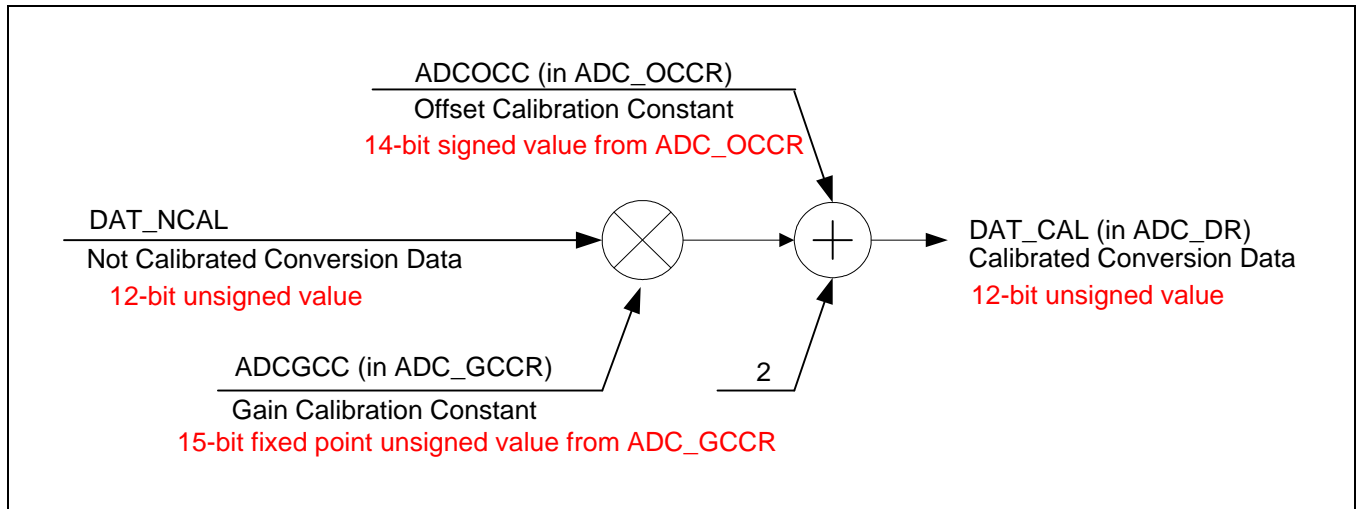 ADCOCC (in ADC_OCCR)
Offset Calibration Constant
14-bit signed value from ADC_OCCR
DAT_NCAL
Not Calibrated Conversion Data
12-bit unsigned value
DAT_CAL (in ADC_DR)
Calibrated Conversion Data
12-bit unsigned value
ADCGCC (in ADC_GCCR)
Gain Calibration Constant
15-bit fixed point unsigned value from ADC_GCCR
2